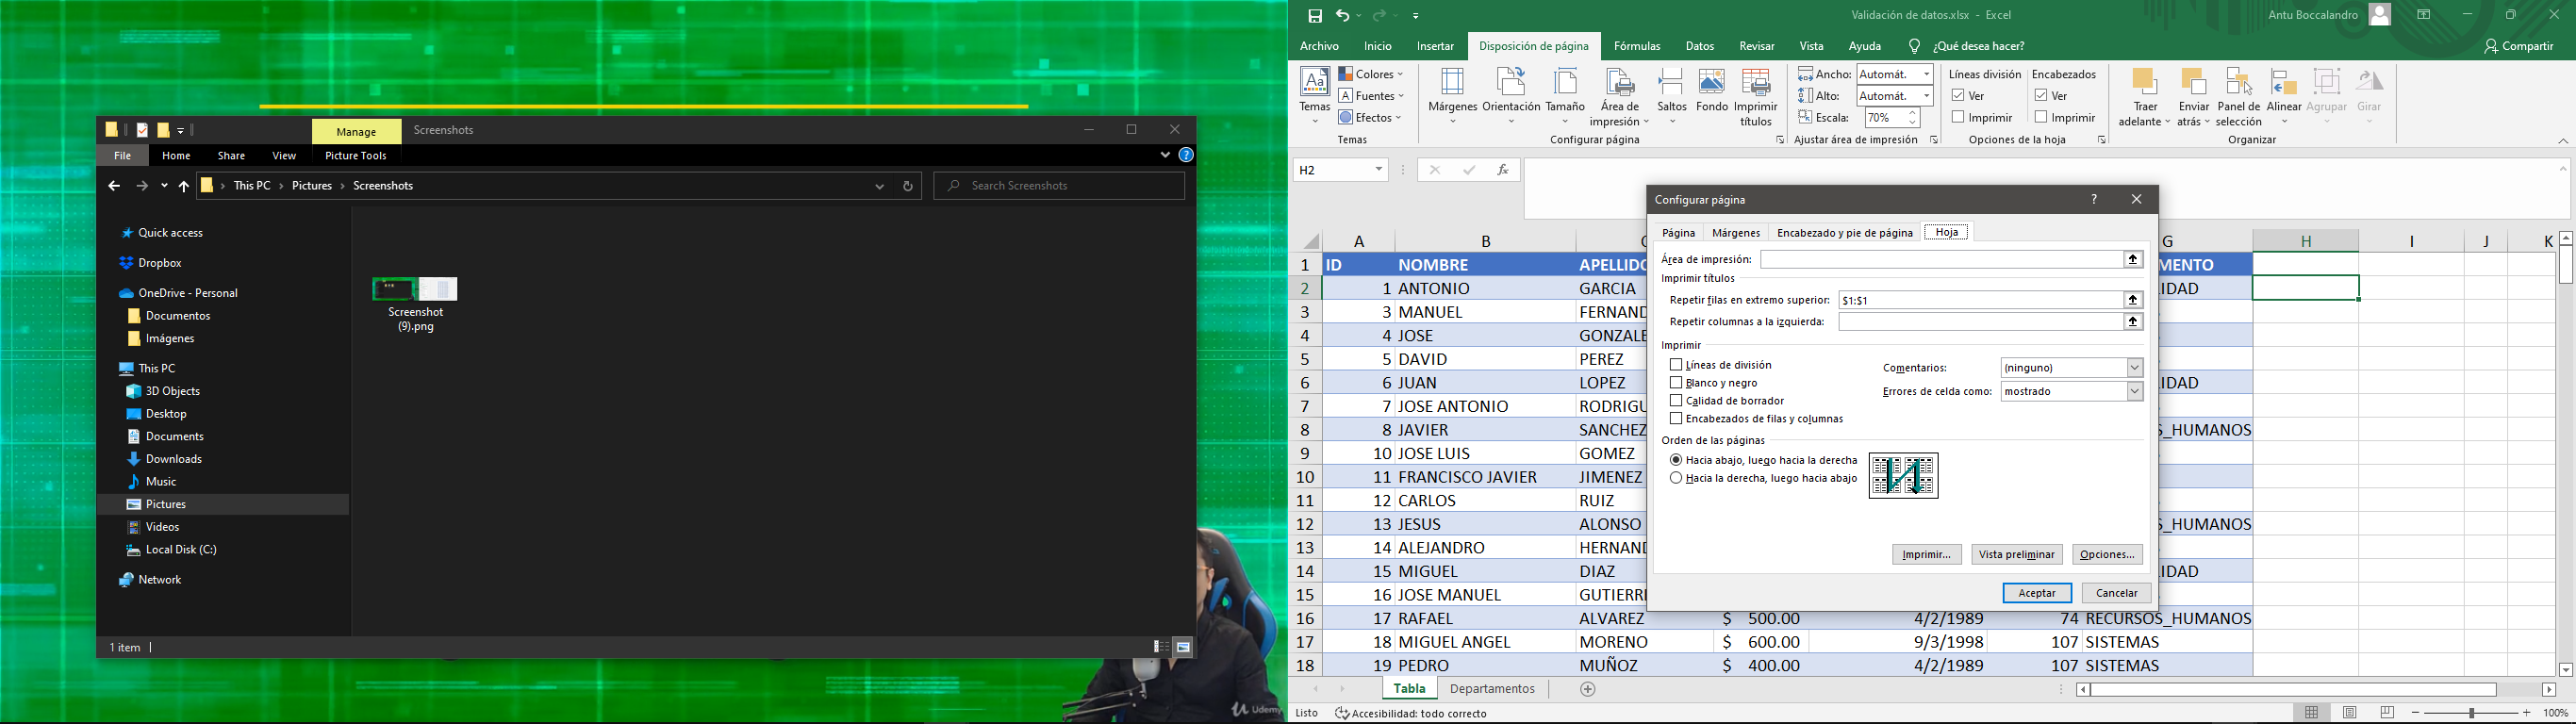 Manage
Screenshots
File
Home
Share
View
Picture Tools
This PC
Pictures
Screenshots
Search Screenshots
Quick access
Dropbox
OneDrive - Personal
Documentos
Imágenes
This PC
3D Objects
Desktop
Documents
Downloads
Music
Pictures
Videos
Local Disk (C:)
Network
Screenshot
(9).png
1 item
Udemy
Validación de datos.xlsx - Excel
Antu Boccalandro
Archivo
Inicio
Insertar
Disposición de página
Fórmulas
Datos
Revisar
Vista
Ayuda
¿Qué desea hacer?
Compartir
Temas
Colores
Fuentes
Efectos
Temas
Márgenes
Orientación
Tamaño
Área de
impresión
Saltos
Fondo
Imprimir
títulos
Configurar página
Ancho: Automát.
Alto: Automát.
Escala: 70%
Ajustar área de impresión
Líneas división
Ver
Imprimir
Encabezados
Ver
Imprimir
Opciones de la hoja
Traer
adelante
Enviar
atrás
Panel de
selección
Alinear
Agrupar
Girar
Organizar
H2
fx
Configurar página
?
Página
Márgenes
Encabezado y pie de página
Hoja
Área de impresión:
Imprimir títulos
Repetir filas en extremo superior: $1:$1
Repetir columnas a la izquierda:
Imprimir
Líneas de división
Blanco y negro
Calidad de borrador
Encabezados de filas y columnas
Comentarios: (ninguno)
Errores de celda como: mostrado
Orden de las páginas
Hacia abajo, luego hacia la derecha
Hacia la derecha, luego hacia abajo
Imprimir...
Vista preliminar
Opciones...
Aceptar
Cancelar
A B G H I J K
1 ID NOMBRE APELLIDO MENTO
2 1 ANTONIO GARCIA LIDAD
3 3 MANUEL FERNAND
4 4 JOSE GONZALE
5 5 DAVID PEREZ
6 6 JUAN LOPEZ LIDAD
7 7 JOSE ANTONIO RODRIGU
8 8 JAVIER SANCHEZ S_HUMANOS
9 10 JOSE LUIS GOMEZ
10 11 FRANCISCO JAVIER JIMENEZ
11 12 CARLOS RUIZ
12 13 JESUS ALONSO S_HUMANOS
13 14 ALEJANDRO HERNAND
14 15 MIGUEL DIAZ LIDAD
15 16 JOSE MANUEL GUTIERRE
16 17 RAFAEL ALVAREZ $ 500.00 4/2/1989 74 RECURSOS_HUMANOS
17 18 MIGUEL ANGEL MORENO $ 600.00 9/3/1998 107 SISTEMAS
18 19 PEDRO MUÑOZ $ 400.00 4/2/1989 107 SISTEMAS
Tabla
Departamentos
Listo
Accesibilidad: todo correcto
100%